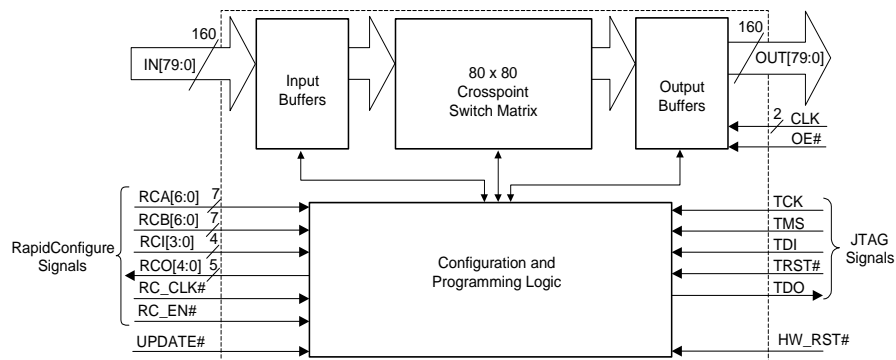 160
IN[79:0]
Input
Buffers
80 x 80
Crosspoint
Switch Matrix
Output
Buffers
160
OUT[79:0]
2 CLK
OE#
RapidConfigure
Signals
RCA[6:0] 7
RCB[6:0] 7
RCI[3:0] 4
RCO[4:0] 5
RC_CLK#
RC_EN#
UPDATE#
Configuration and
Programming Logic
TCK
TMS
TDI
TRST#
TDO
JTAG
Signals
HW_RST#